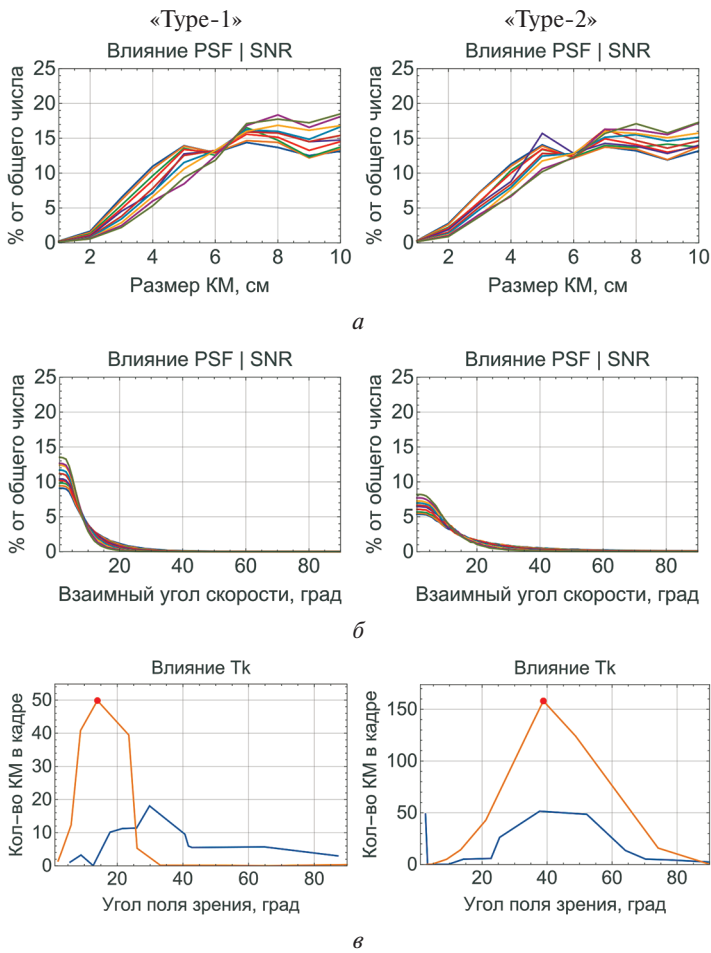 «Type-1» «Type-2»
Влияние PSF | SNR Влияние PSF | SNR
% от общего числа
25
20
15
10
5
0
2 4 6 8 10
Размер КМ, см
% от общего числа
25
20
15
10
5
0
2 4 6 8 10
Размер КМ, см
а
Влияние PSF | SNR Влияние PSF | SNR
% от общего числа
25
20
15
10
5
0
20 40 60 80
Взаимный угол скорости, град
% от общего числа
25
20
15
10
5
0
20 40 60 80
Взаимный угол скорости, град
б
Влияние Tk Влияние Tk
Кол-во КМ в кадре
50
40
30
20
10
0
20 40 60 80
Угол поля зрения, град
Кол-во КМ в кадре
150
100
50
0
20 40 60 80
Угол поля зрения, град
в